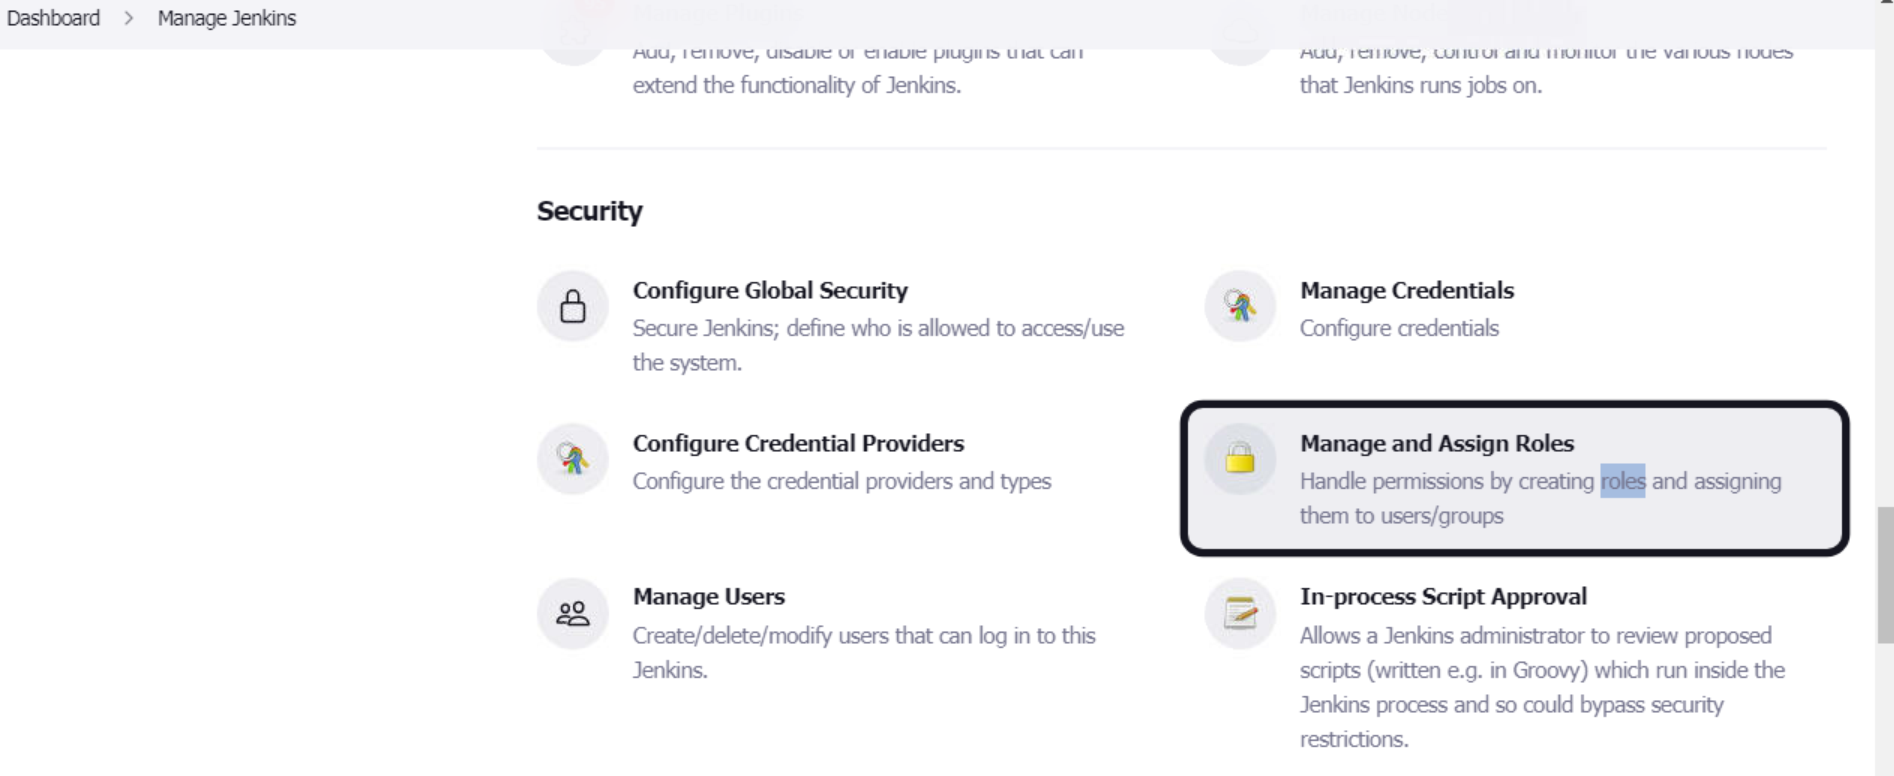 Dashboard > Manage Jenkins
Manage Plugins
Add, remove, disable or enable plugins that can
extend the functionality of Jenkins.
Add, remove, control and monitor the various nodes
that Jenkins runs jobs on.
Security
Configure Global Security
Secure Jenkins; define who is allowed to access/use
the system.
Manage Credentials
Configure credentials
Configure Credential Providers
Configure the credential providers and types
Manage and Assign Roles
Handle permissions by creating roles and assigning
them to users/groups
Manage Users
Create/delete/modify users that can log in to this
Jenkins.
In-process Script Approval
Allows a Jenkins administrator to review proposed
scripts (written e.g. in Groovy) which run inside the
Jenkins process and so could bypass security
restrictions.